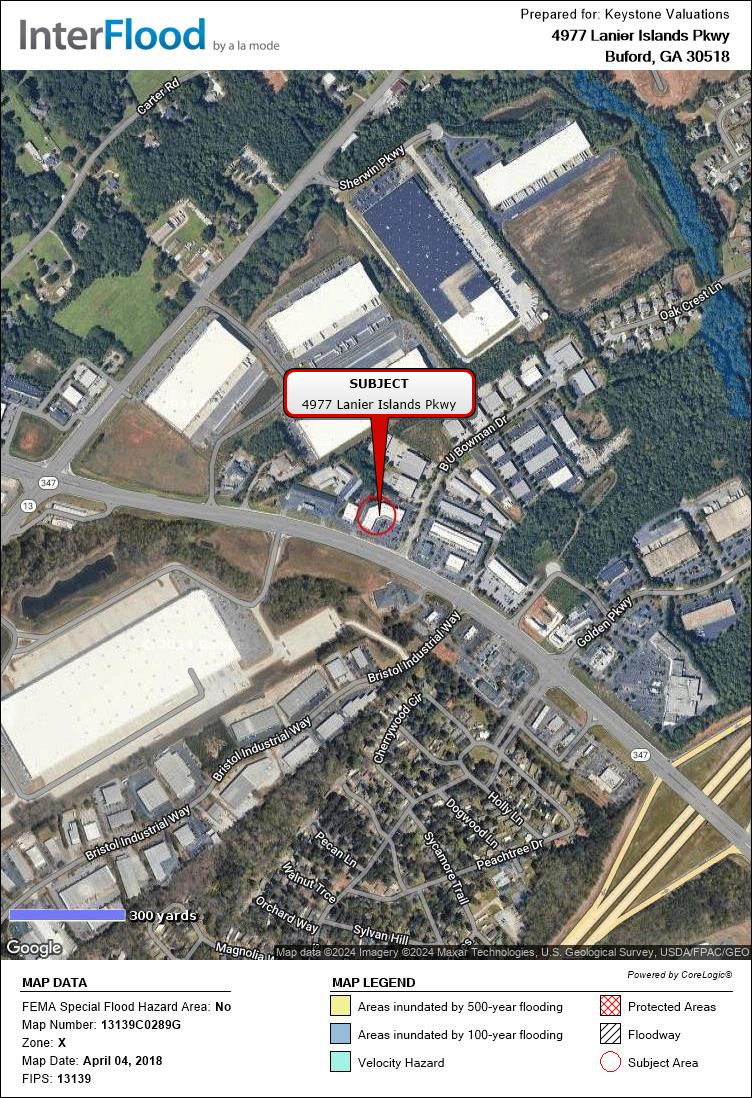 InterFlood by a la mode
Prepared for: Keystone Valuations
4977 Lanier Islands Pkwy
Buford, GA 30518
Carter Rd
Sherwin Pkwy
Oak Crest Ln
SUBJECT
4977 Lanier Islands Pkwy
B U Bowman Dr
347
13
Golden Pkwy
Bristol Industrial Way
Cherrywood Cir
Bristol Industrial Way
347
Holly Ln
Dogwood Ln
Bristol Industrial Way
Peachtree Dr
Pecan Ln
Sycamore Trail
Walnut Trce
Orchard Way
300 yards
Sylvan Hill
Magnolia W
Google
Map data ©2024 Imagery ©2024 Maxar Technologies, U.S. Geological Survey, USDA/FPAC/GEO
Powered by CoreLogic®
MAP DATA
FEMA Special Flood Hazard Area: No
Map Number: 13139C0289G
Zone: X
Map Date: April 04, 2018
FIPS: 13139
MAP LEGEND
Areas inundated by 500-year flooding
Areas inundated by 100-year flooding
Velocity Hazard
Protected Areas
Floodway
Subject Area